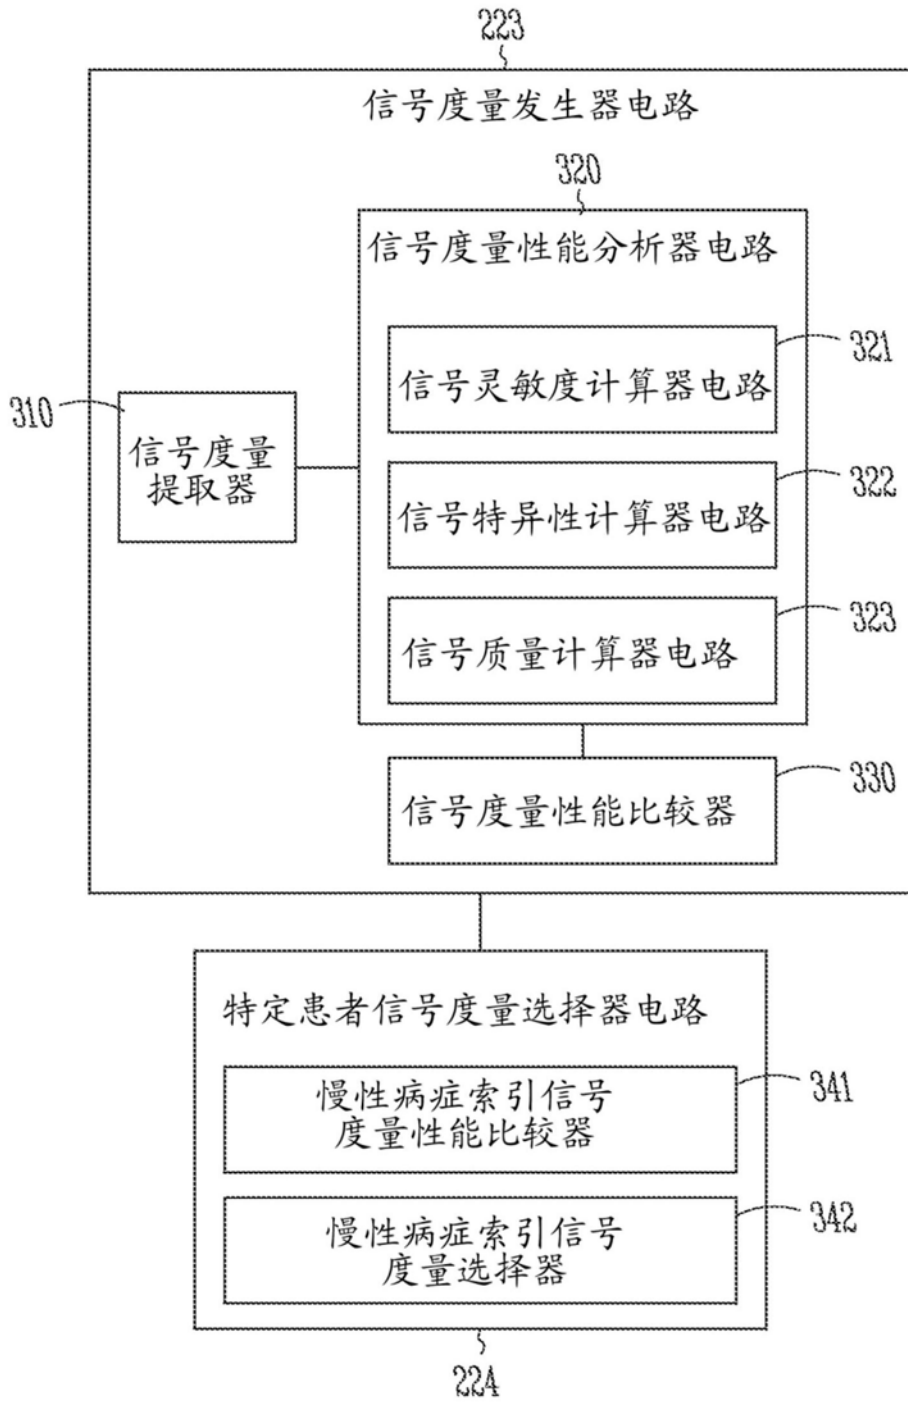 223
信号度量发生器电路
320
信号度量性能分析器电路
321
信号灵敏度计算器电路
310
信号度量
提取器
322
信号特异性计算器电路
323
信号质量计算器电路
330
信号度量性能比较器
特定患者信号度量选择器电路
341
慢性病症索引信号
度量性能比较器
342
慢性病症索引信号
度量选择器
224